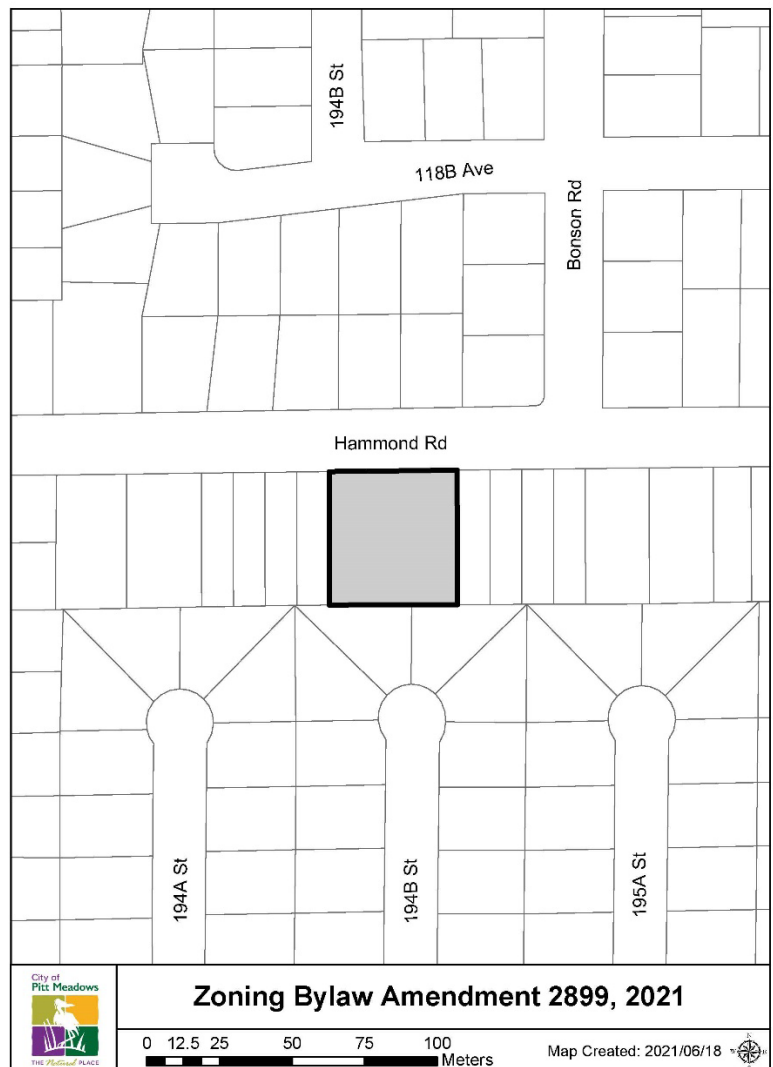 194B St
118B Ave
Bonson Rd
Hammond Rd
194A St
194B St
195A St
City of
Pitt Meadows
THE Natural PLACE
Zoning Bylaw Amendment 2899, 2021
0 12.5 25 50 75 100
Meters
Map Created: 2021/06/18
N